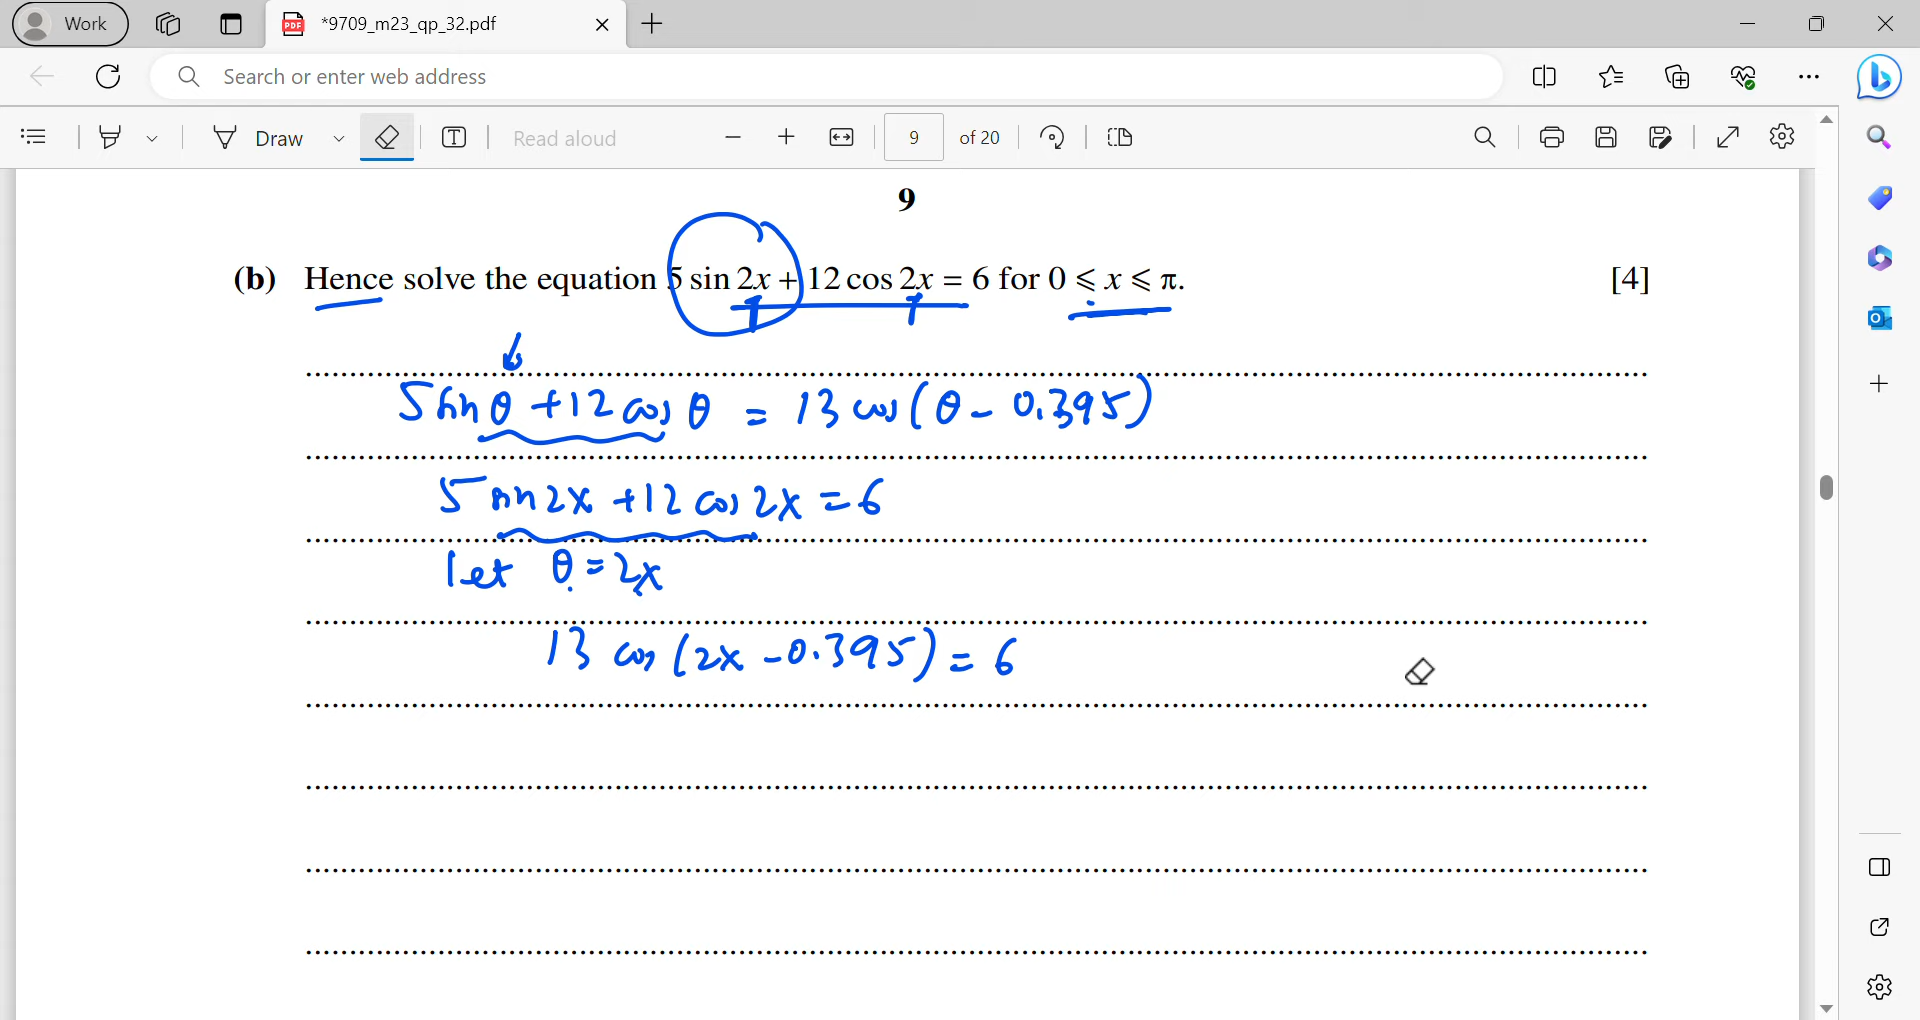 Work
*9709_m23_qp_32.pdf
Search or enter web address
Draw
Read aloud
9 of 20
9
(b) Hence solve the equation 5 sin 2x + 12 cos 2x = 6 for 0 ⩽ x ⩽ π. [4]
5 sin θ + 12 cos θ = 13 cos (θ - 0.395)
5 sin 2x + 12 cos 2x = 6
let θ = 2x
13 cos (2x - 0.395) = 6